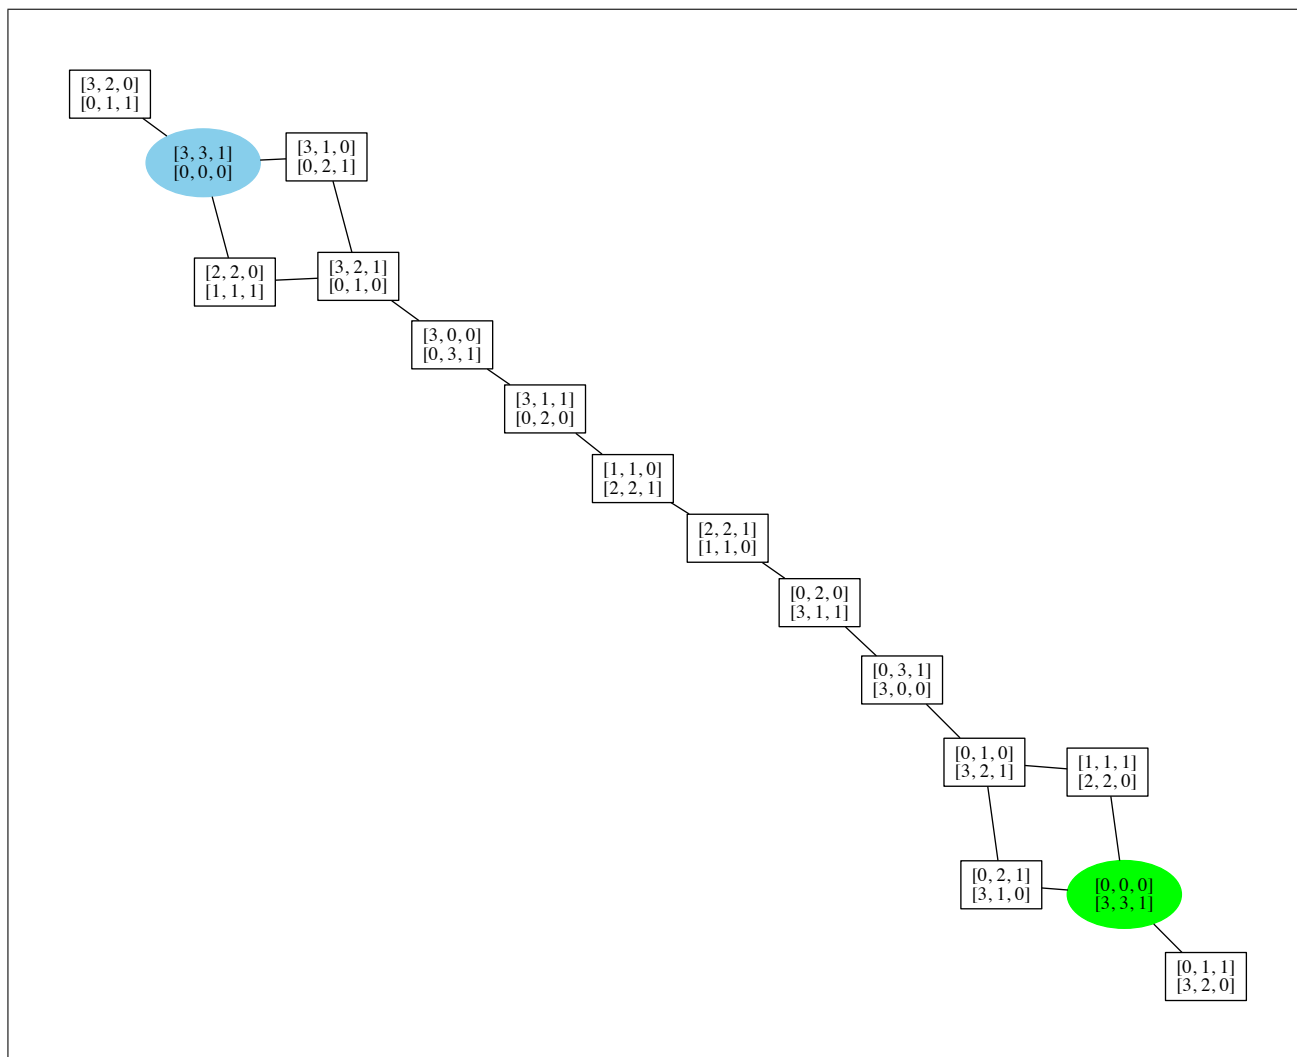 [3, 2, 0]
[0, 1, 1]
[3, 3, 1]
[0, 0, 0]
[3, 1, 0]
[0, 2, 1]
[2, 2, 0]
[1, 1, 1]
[3, 2, 1]
[0, 1, 0]
[3, 0, 0]
[0, 3, 1]
[3, 1, 1]
[0, 2, 0]
[1, 1, 0]
[2, 2, 1]
[2, 2, 1]
[1, 1, 0]
[0, 2, 0]
[3, 1, 1]
[0, 3, 1]
[3, 0, 0]
[0, 1, 0]
[3, 2, 1]
[1, 1, 1]
[2, 2, 0]
[0, 2, 1]
[3, 1, 0]
[0, 0, 0]
[3, 3, 1]
[0, 1, 1]
[3, 2, 0]